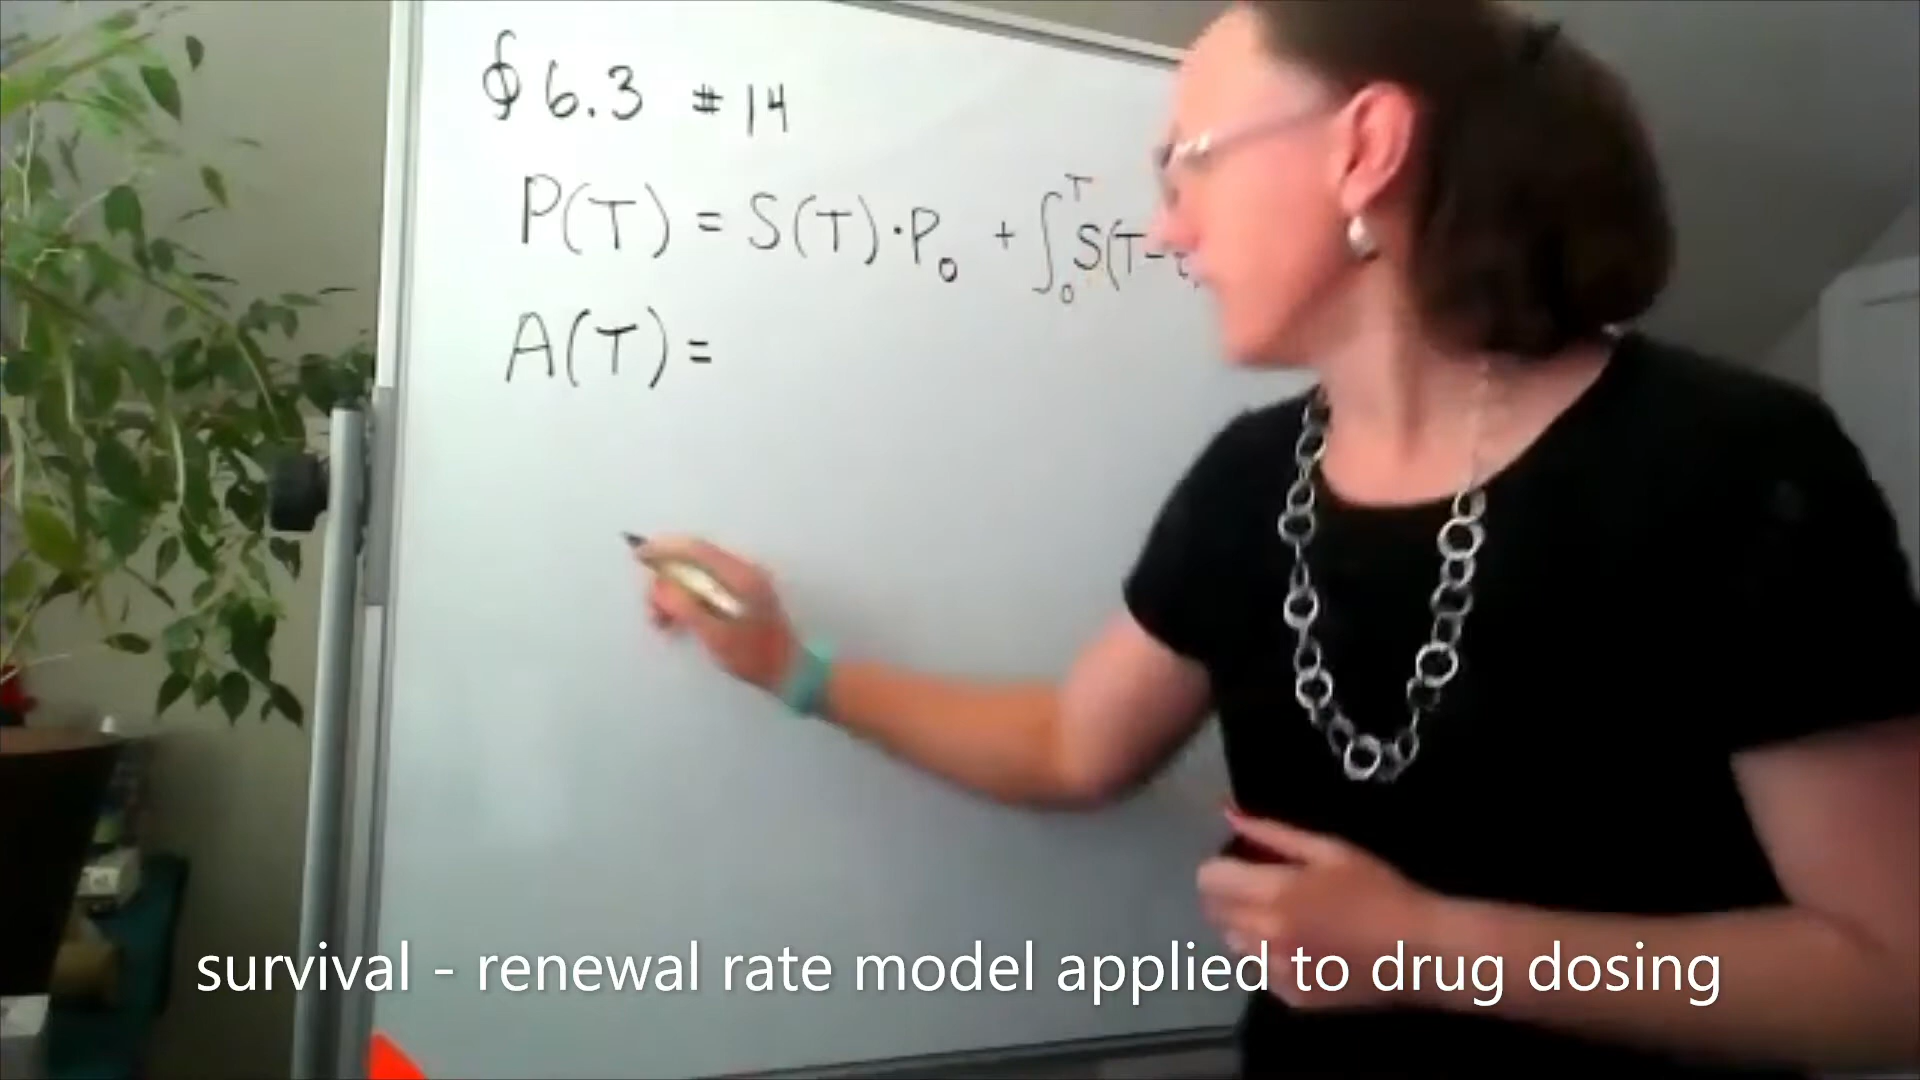 § 6.3 # 14
P(T) = S(T)·P₀ + ∫₀ᵀ S(T-t
A(T) =
survival - renewal rate model applied to drug dosing